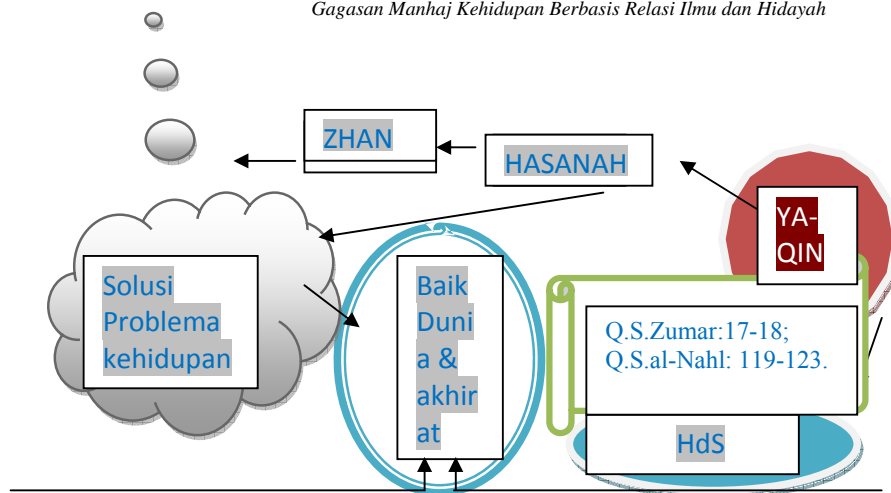 Gagasan Manhaj Kehidupan Berbasis Relasi Ilmu dan Hidayah
ZHAN
HASANAH
YA-
QIN
Solusi
Problema
kehidupan
Baik
Duni
a &
akhir
at
Q.S.Zumar:17-18;
Q.S.al-Nahl: 119-123.
HdS